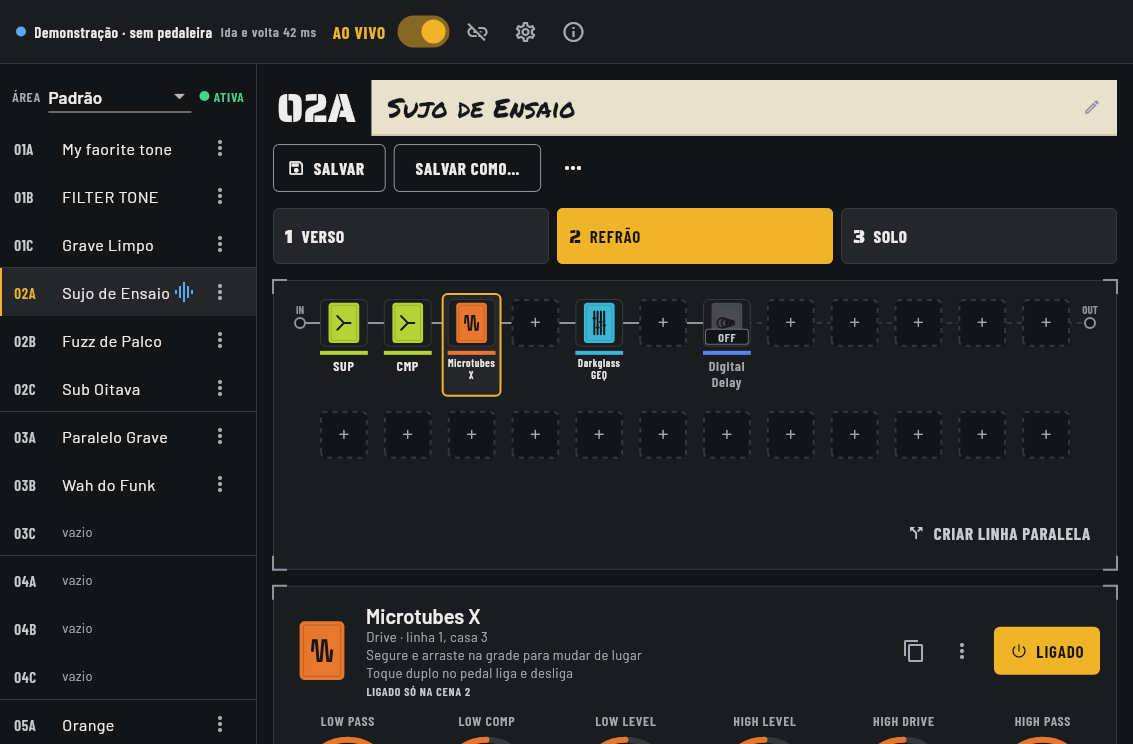 Demonstração · sem pedaleira Ida e volta 42 ms AO VIVO
ÁREA Padrão ATIVA
01A My faorite tone
01B FILTER TONE
01C Grave Limpo
02A Sujo de Ensaio
02B Fuzz de Palco
02C Sub Oitava
03A Paralelo Grave
03B Wah do Funk
03C vazio
04A vazio
04B vazio
04C vazio
05A Orange
02A Sujo de Ensaio
SALVAR SALVAR COMO... •••
1 VERSO 2 REFRÃO 3 SOLO
IN OUT
+ + + + + + +
OFF
SUP CMP Microtubes X Darkglass GEQ Digital Delay
+ + + + + + + + + + + +
CRIAR LINHA PARALELA
Microtubes X
Drive · linha 1, casa 3
Segure e arraste na grade para mudar de lugar
Toque duplo no pedal liga e desliga
LIGADO SÓ NA CENA 2
LIGADO
LOW PASS LOW COMP LOW LEVEL HIGH LEVEL HIGH DRIVE HIGH PASS